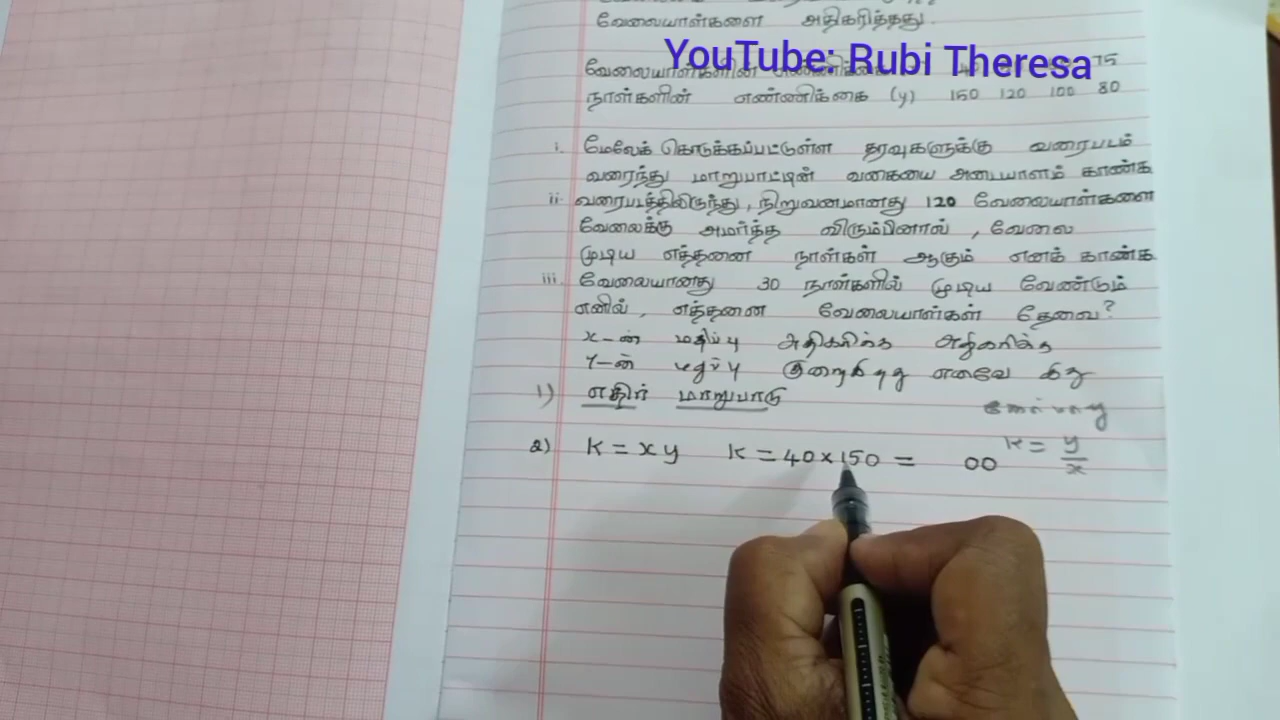 வேலையாள்களை அதிகரித்தது.
YouTube: Rubi Theresa
வேலையாள்களின் 75
நாள்களின் எண்ணிக்கை (y) 150 120 100 80
i. மேலேக் கொடுக்கப்பட்டுள்ள தரவுகளுக்கு வரைபடம்
வரைந்து மாறுபாட்டின் வகையை அடையாளம் காண்க
ii. வரைபடத்திலிருந்து, நிறுவனமானது 120 வேலையாள்களை
வேலைக்கு அமர்த்த விரும்பினால், வேலை
முடிய எத்தனை நாள்கள் ஆகும் எனக் காண்க
iii. வேலையானது 30 நாள்களில் முடிய வேண்டும்
எனில், எத்தனை வேலையாள்கள் தேவை?
x-ன் மதிப்பு அதிகரிக்க அதிகரிக்க
y-ன் மதிப்பு குறைகிறது எனவே இது
1) எதிர் மாறுபாடு
2) K = xy K = 40 × 150 = 00 K = y/x